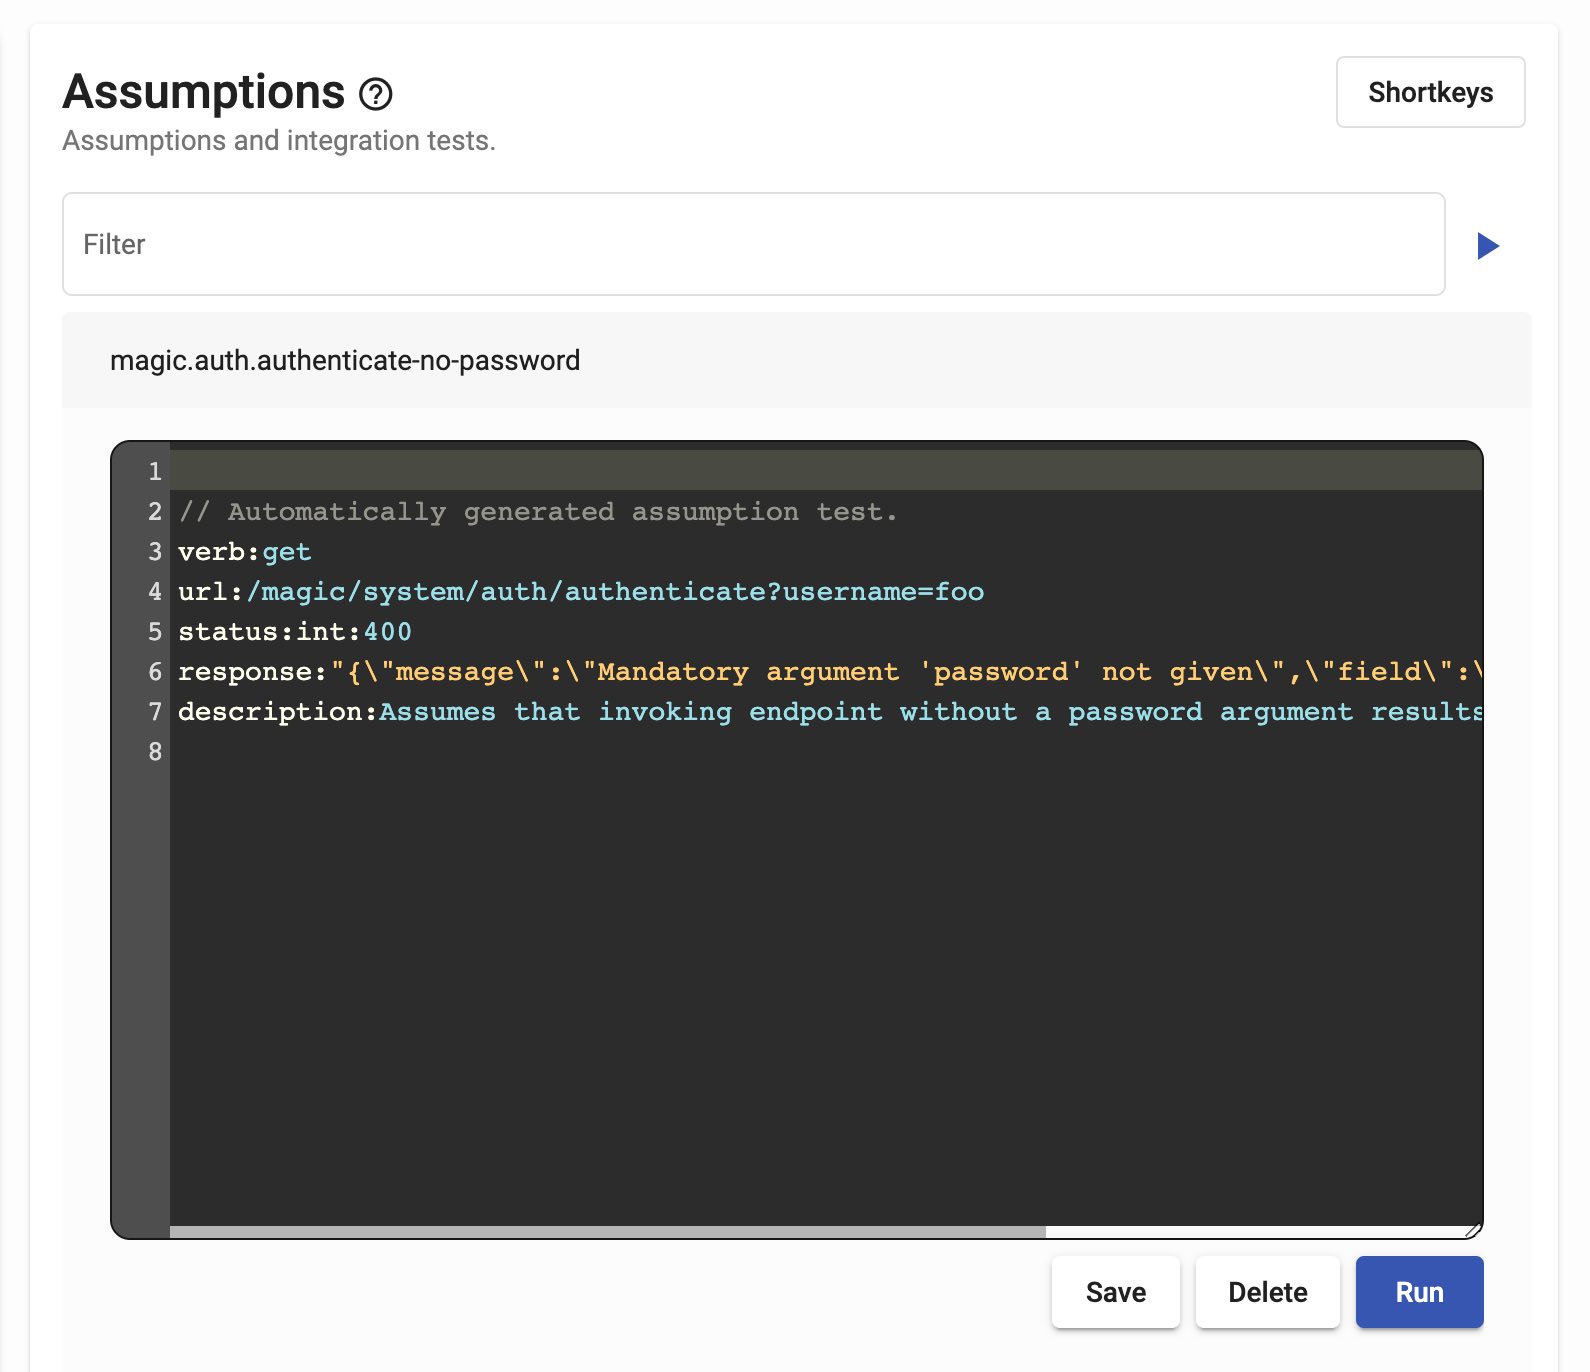 Assumptions ?
Shortkeys
Assumptions and integration tests.
Filter
magic.auth.authenticate-no-password
1
2 // Automatically generated assumption test.
3 verb:get
4 url:/magic/system/auth/authenticate?username=foo
5 status:int:400
6 response:"{\"message\":\"Mandatory argument 'password' not given\",\"field\":\
7 description:Assumes that invoking endpoint without a password argument results
8
Save Delete Run